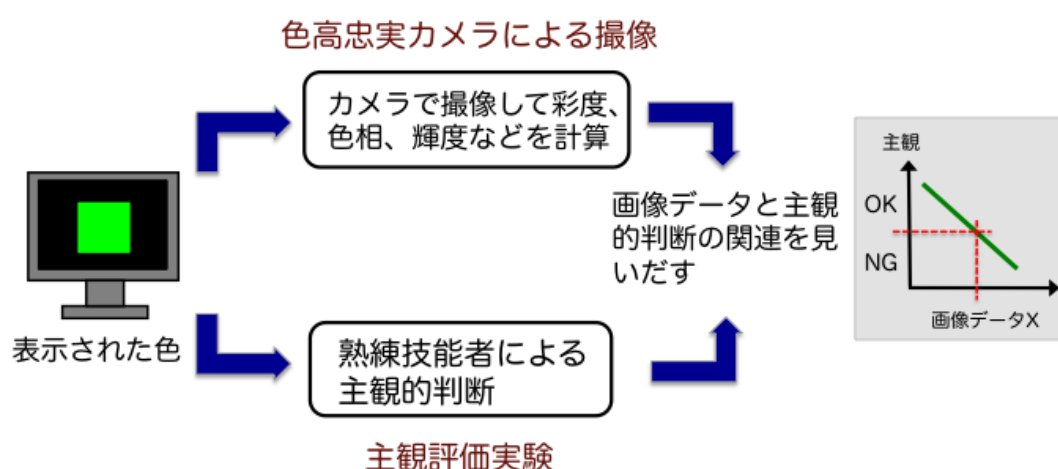 色高忠実カメラによる撮像
カメラで撮像して彩度、
色相、輝度などを計算
表示された色
熟練技能者による
主観的判断
主観評価実験
画像データと主観
的判断の関連を見
いだす
主観
OK
NG
画像データX